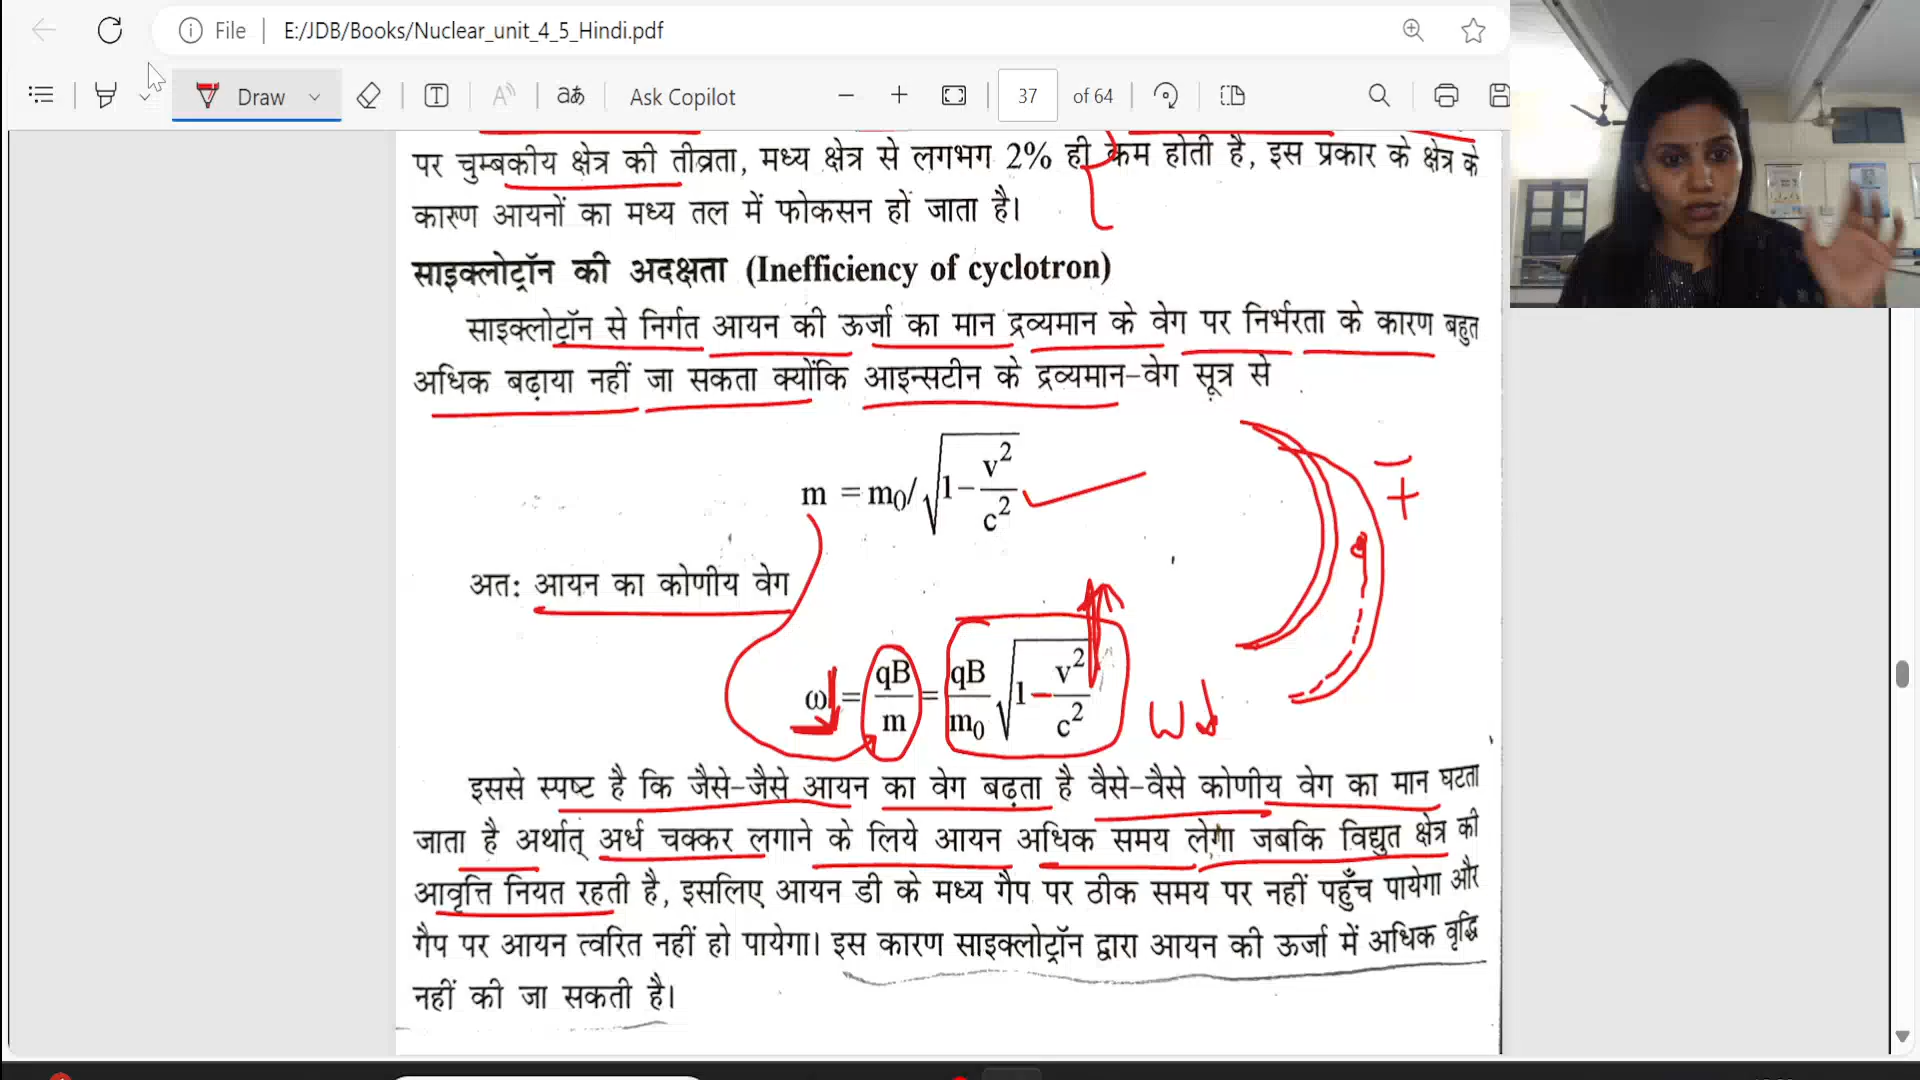 File E:/JDB/Books/Nuclear_unit_4_5_Hindi.pdf
Draw Ask Copilot 37 of 64
पर चुम्बकीय क्षेत्र की तीव्रता, मध्य क्षेत्र से लगभग 2% ही कम होती है, इस प्रकार के क्षेत्र के
कारण आयनों का मध्य तल में फोकसन हो जाता है।
साइक्लोट्रॉन की अदक्षता (Inefficiency of cyclotron)
साइक्लोट्रॉन से निर्गत आयन की ऊर्जा का मान द्रव्यमान के वेग पर निर्भरता के कारण बहुत
अधिक बढ़ाया नहीं जा सकता क्योंकि आइन्सटीन के द्रव्यमान-वेग सूत्र से
m = m₀/√1 − v²/c²
− +
अतः आयन का कोणीय वेग
ω↓ = qB/m = qB/m₀ √1 − v²/c² ω↓
इससे स्पष्ट है कि जैसे-जैसे आयन का वेग बढ़ता है वैसे-वैसे कोणीय वेग का मान घटता
जाता है अर्थात् अर्ध चक्कर लगाने के लिये आयन अधिक समय लेगा जबकि विद्युत क्षेत्र की
आवृत्ति नियत रहती है, इसलिए आयन डी के मध्य गैप पर ठीक समय पर नहीं पहुँच पायेगा और
गैप पर आयन त्वरित नहीं हो पायेगा। इस कारण साइक्लोट्रॉन द्वारा आयन की ऊर्जा में अधिक वृद्धि
नहीं की जा सकती है।